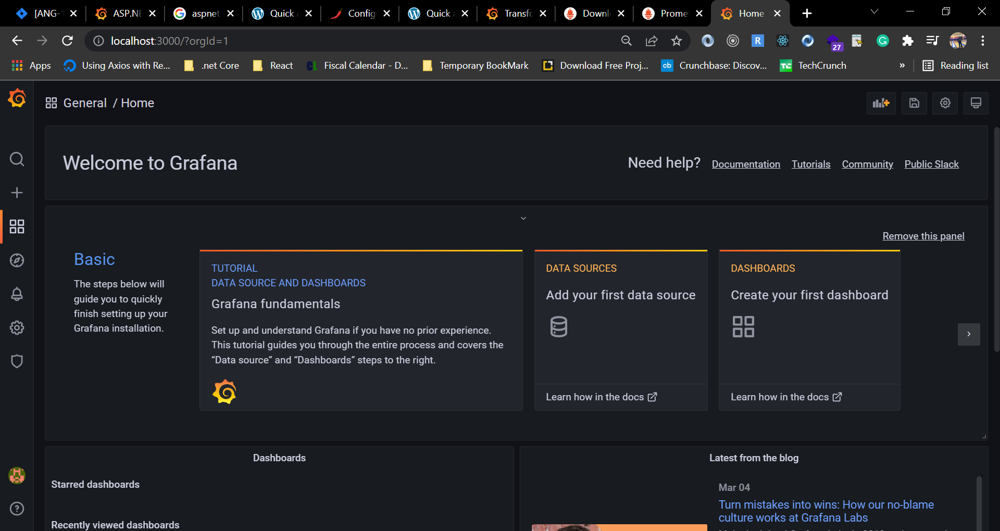 [ANG-1
ASP.NE
aspnet
Quick a
Config
Quick a
Transfo
Downl
Prome
Home
localhost:3000/?orgId=1
R
27
Apps
Using Axios with Re...
.net Core
React
CL
Fiscal Calendar - D...
Temporary BookMark
Download Free Proj...
cb
Crunchbase: Discov...
TC
TechCrunch
»
Reading list
General / Home
Welcome to Grafana
Need help?
Documentation
Tutorials
Community
Public Slack
Remove this panel
Basic
The steps below will
guide you to quickly
finish setting up your
Grafana installation.
TUTORIAL
DATA SOURCE AND DASHBOARDS
Grafana fundamentals
Set up and understand Grafana if you have no prior experience.
This tutorial guides you through the entire process and covers the
“Data source” and “Dashboards” steps to the right.
DATA SOURCES
Add your first data source
Learn how in the docs
DASHBOARDS
Create your first dashboard
Learn how in the docs
Dashboards
Starred dashboards
Recently viewed dashboards
Latest from the blog
Mar 04
Turn mistakes into wins: How our no-blame
culture works at Grafana Labs